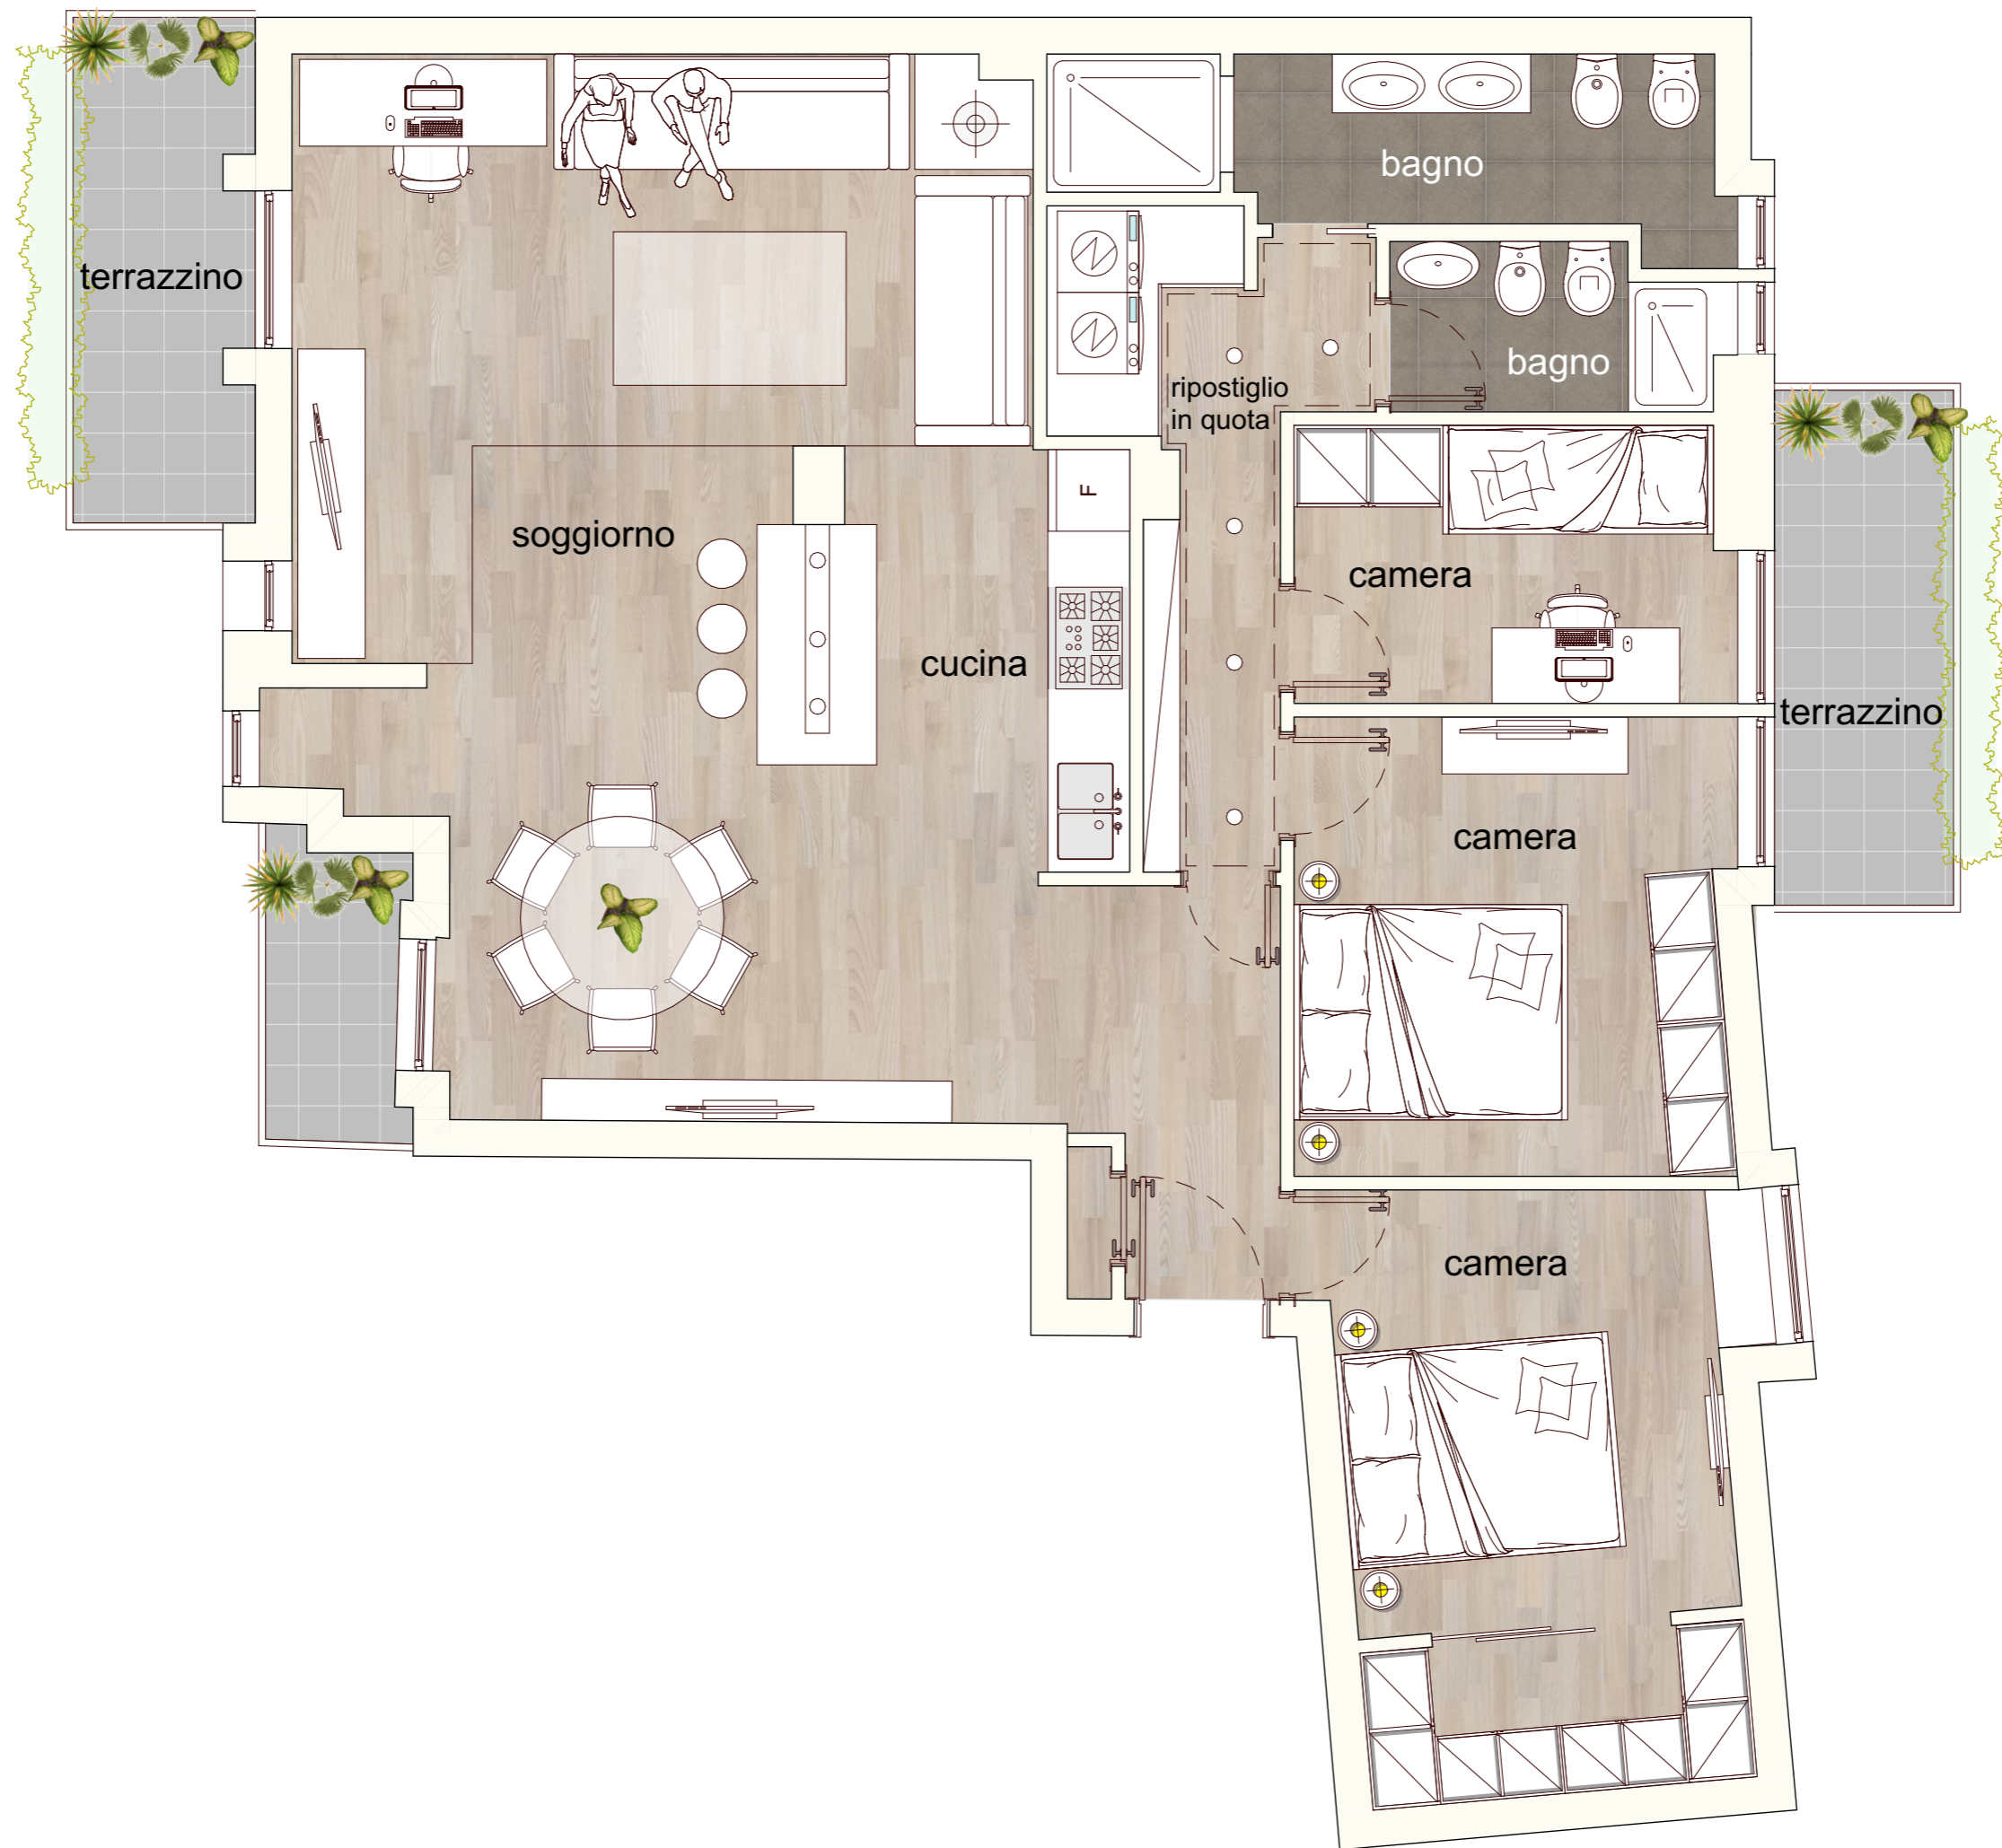 bagno
terrazzino
bagno
ripostiglio
in quota
F
soggiorno
camera
cucina
terrazzino
camera
camera